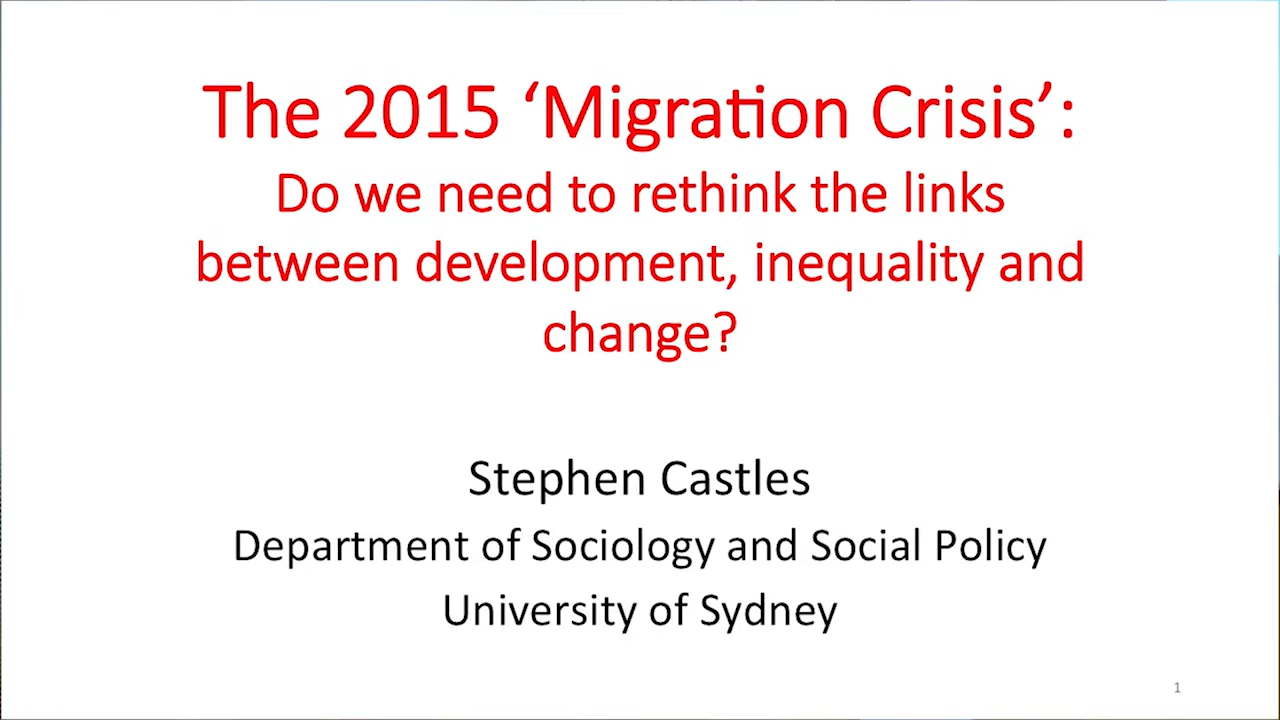 The 2015 ‘Migration Crisis’:
Do we need to rethink the links
between development, inequality and
change?
Stephen Castles
Department of Sociology and Social Policy
University of Sydney
1